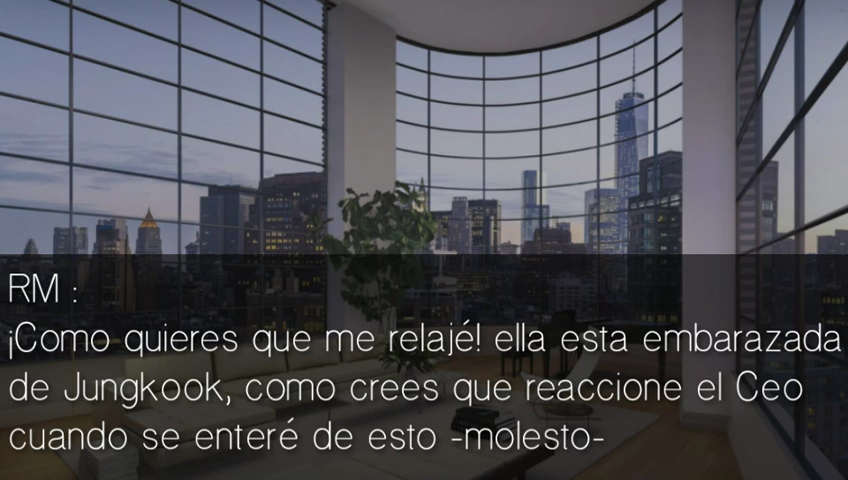 RM :
¡Como quieres que me relajé! ella esta embarazada
de Jungkook, como crees que reaccione el Ceo
cuando se enteré de esto -molesto-